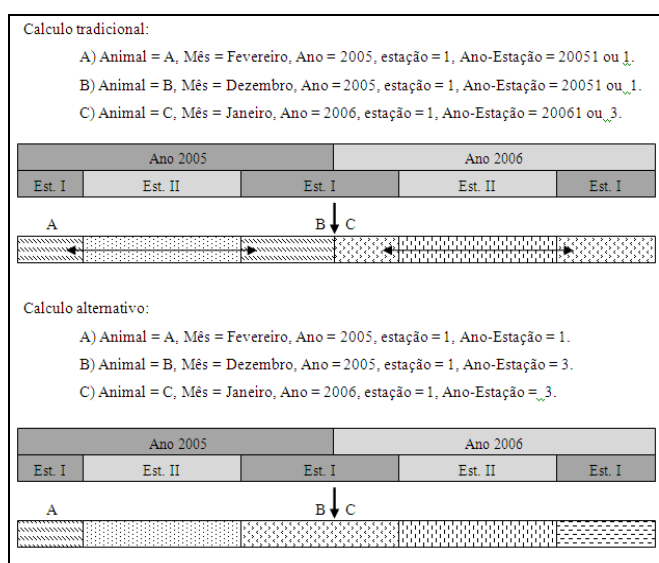 Calculo tradicional:
A) Animal = A, Mês = Fevereiro, Ano = 2005, estação = 1, Ano-Estação = 20051 ou 1.
B) Animal = B, Mês = Dezembro, Ano = 2005, estação = 1, Ano-Estação = 20051 ou 1.
C) Animal = C, Mês = Janeiro, Ano = 2006, estação = 1, Ano-Estação = 20061 ou 3.
Ano 2005 Ano 2006
Est. I Est. II Est. I Est. II Est. I
A B C
Calculo alternativo:
A) Animal = A, Mês = Fevereiro, Ano = 2005, estação = 1, Ano-Estação = 1.
B) Animal = B, Mês = Dezembro, Ano = 2005, estação = 1, Ano-Estação = 3.
C) Animal = C, Mês = Janeiro, Ano = 2006, estação = 1, Ano-Estação = 3.
Ano 2005 Ano 2006
Est. I Est. II Est. I Est. II Est. I
A B C